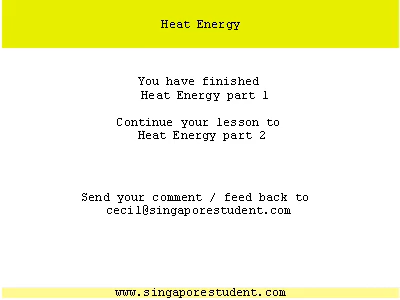 Heat Energy
You have finished
Heat Energy part 1
Continue your lesson to
Heat Energy part 2
Send your comment / feed back to
cecil@singaporestudent.com
www.singaporestudent.com